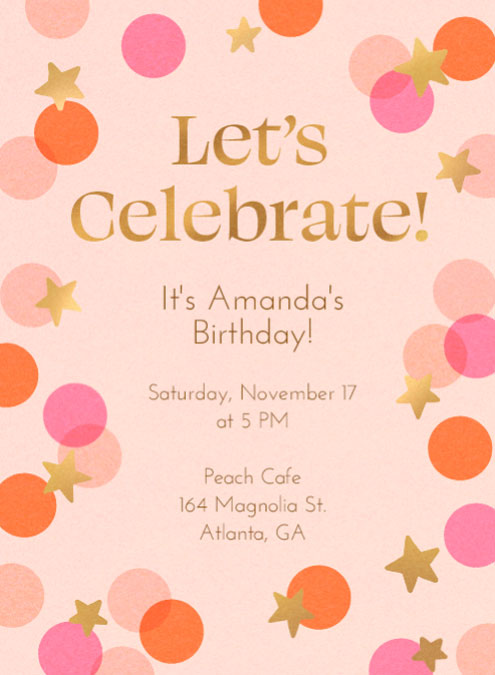 Let’s
Celebrate!
It's Amanda's
Birthday!
Saturday, November 17
at 5 PM
Peach Cafe
164 Magnolia St.
Atlanta, GA